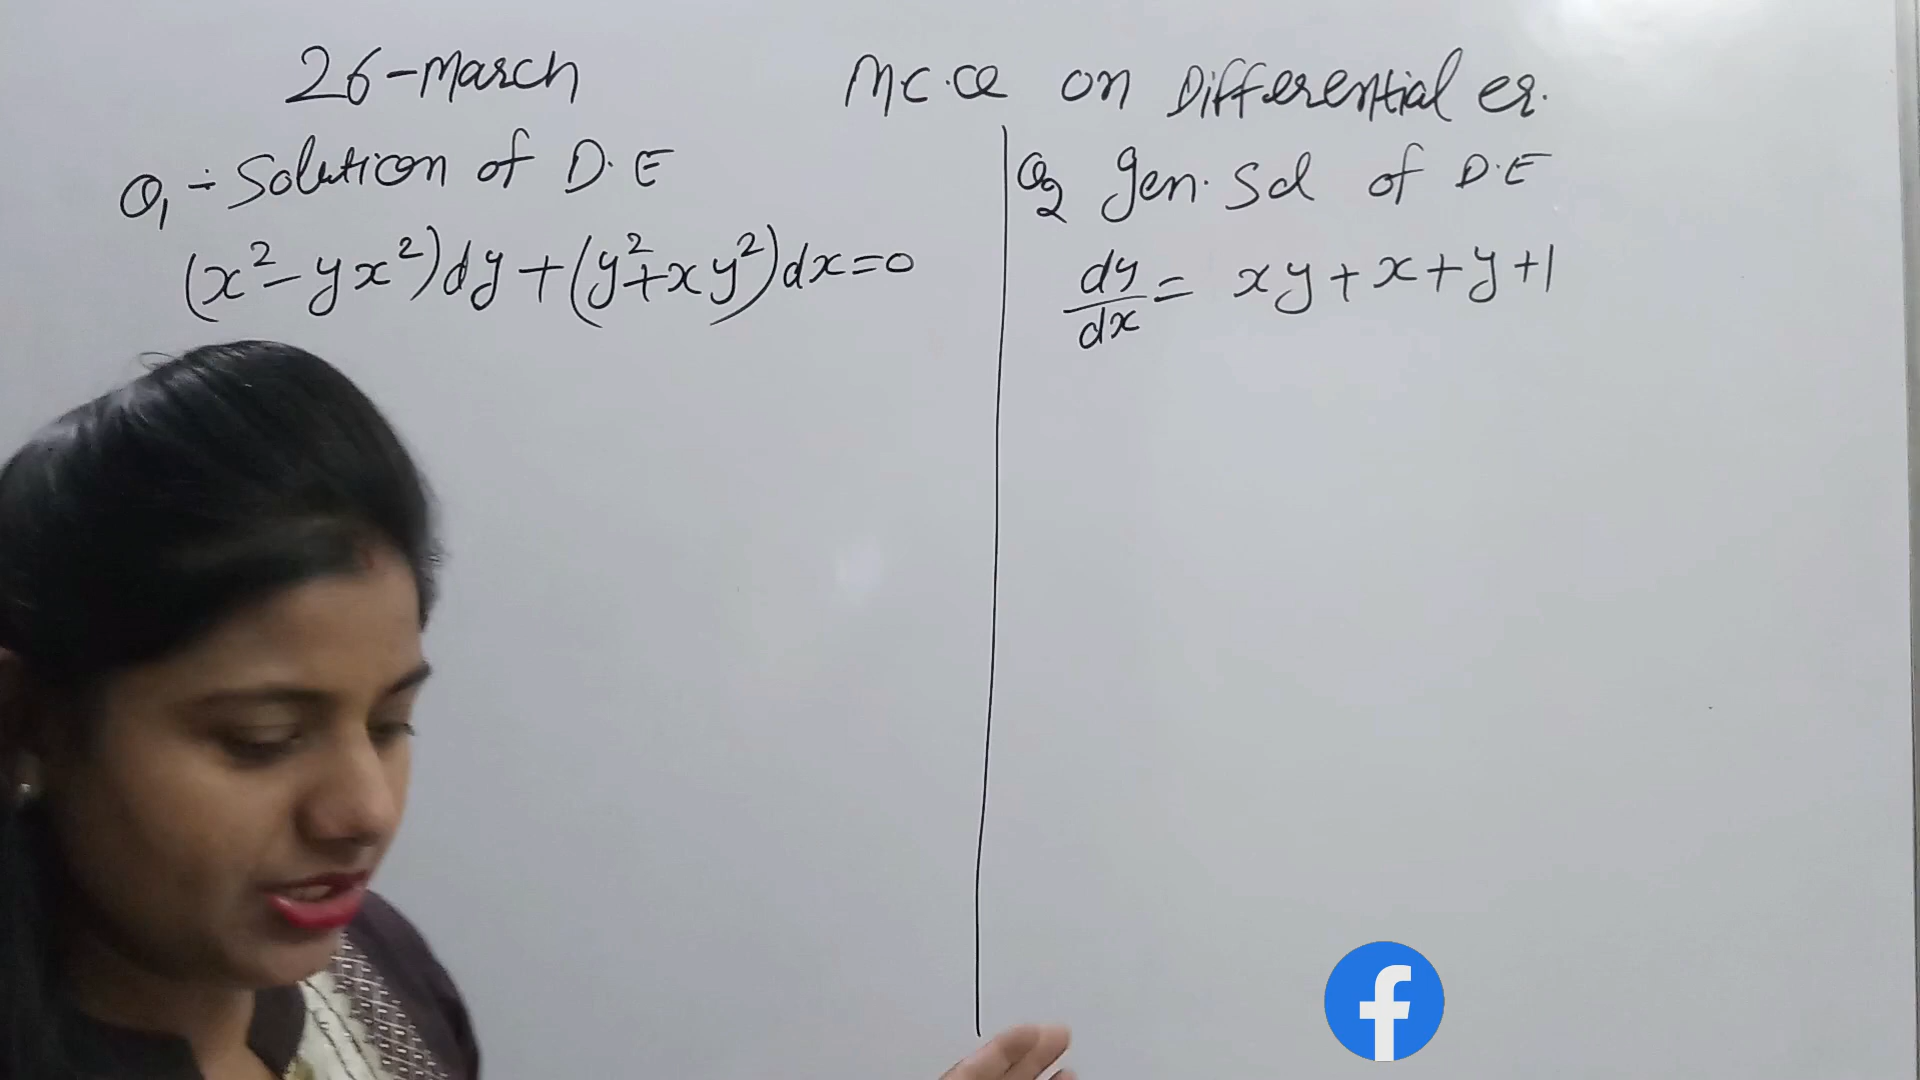 26-March
M.C.Q on Differential eq.
Q1 ÷ Solution of D.E
(x²-yx²)dy+(y²+xy²)dx=0
Q2 Gen. Sol of D.E
dy/dx = xy+x+y+1
f